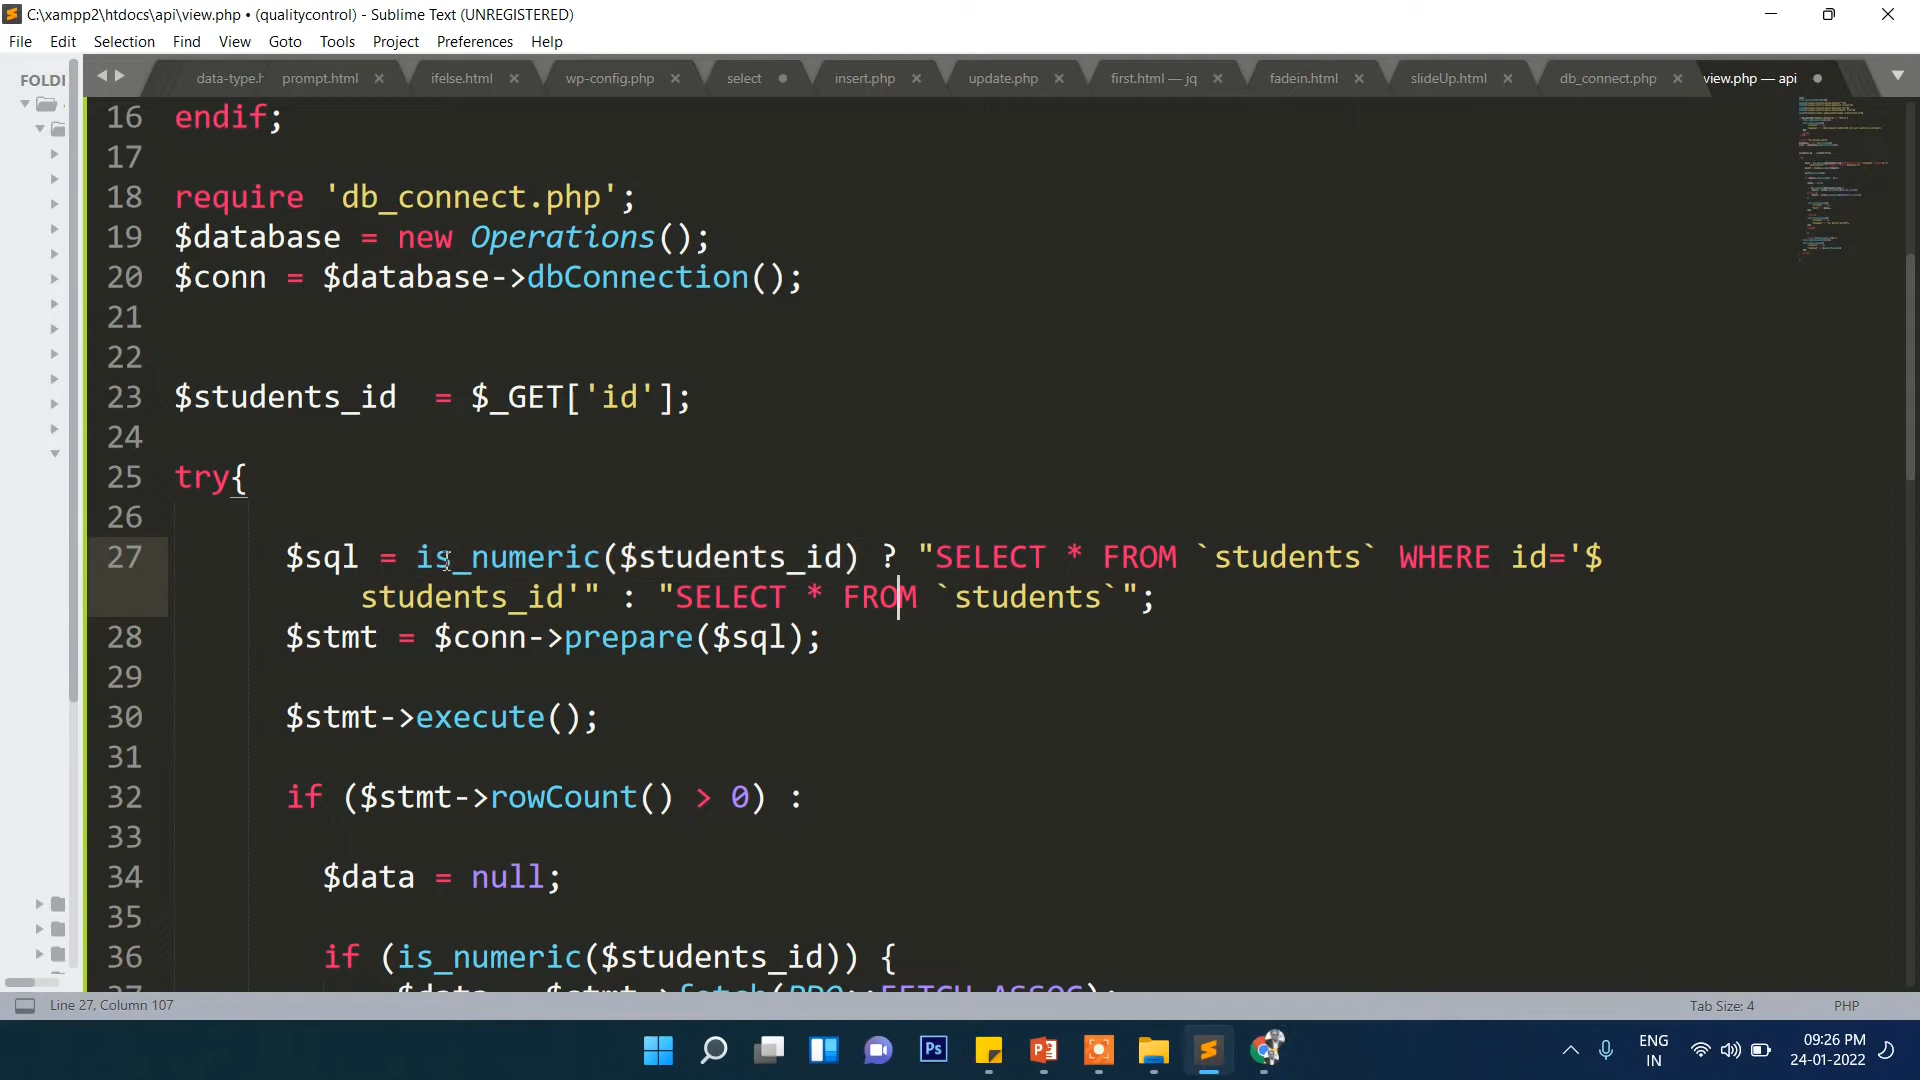 C:\xampp2\htdocs\api\view.php • (qualitycontrol) - Sublime Text (UNREGISTERED)
File Edit Selection Find View Goto Tools Project Preferences Help
FOLDI
data-type.h prompt.html ifelse.html wp-config.php select insert.php update.php first.html — jq fadein.html slideUp.html db_connect.php view.php — api
16 endif;
17
18 require 'db_connect.php';
19 $database = new Operations();
20 $conn = $database->dbConnection();
21
22
23 $students_id  = $_GET['id'];
24
25 try{
26
27 $sql = is_numeric($students_id) ? "SELECT * FROM `students` WHERE id='$
students_id'" : "SELECT * FROM `students`";
28 $stmt = $conn->prepare($sql);
29
30 $stmt->execute();
31
32 if ($stmt->rowCount() > 0) :
33
34 $data = null;
35
36 if (is_numeric($students_id)) {
Line 27, Column 107
Tab Size: 4 PHP
Ps
ENG
IN
09:26 PM
24-01-2022